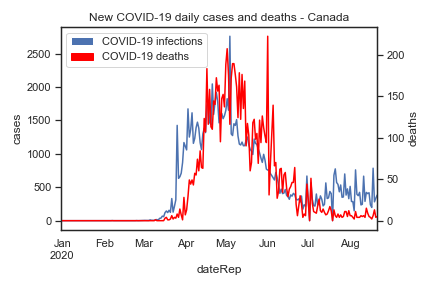 New COVID-19 daily cases and deaths - Canada
COVID-19 infections
COVID-19 deaths
2500
2000
1500
1000
500
0
cases
200
150
100
50
0
deaths
Jan Feb Mar Apr May Jun Jul Aug
2020
dateRep